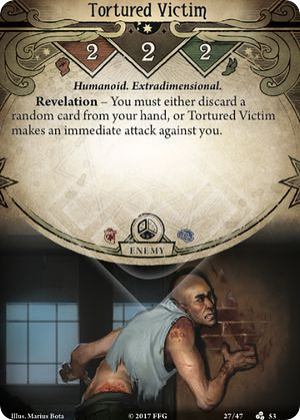 Tortured Victim
2 2 2
Humanoid. Extradimensional.
Revelation – You must either discard a
random card from your hand, or Tortured Victim
makes an immediate attack against you.
ENEMY
Illus. Marius Bota © 2017 FFG 27/47 53